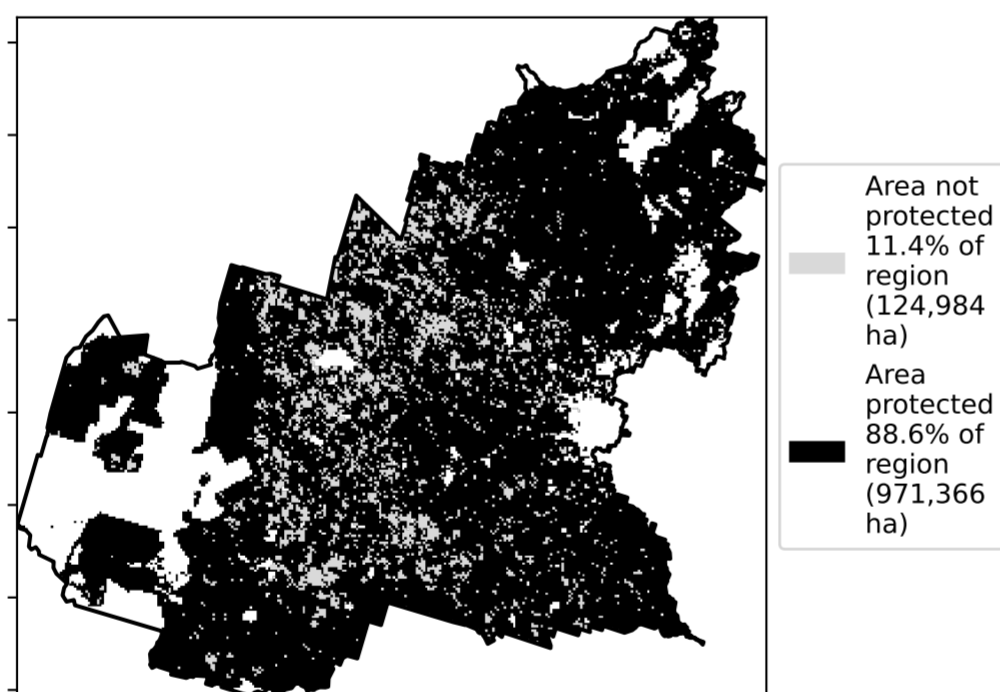 Area not
protected
11.4% of
region
(124,984
ha)
Area
protected
88.6% of
region
(971,366
ha)